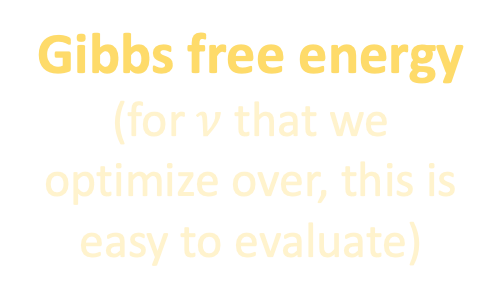 Gibbs free energy
(for 𝜈 that we
optimize over, this is
easy to evaluate)